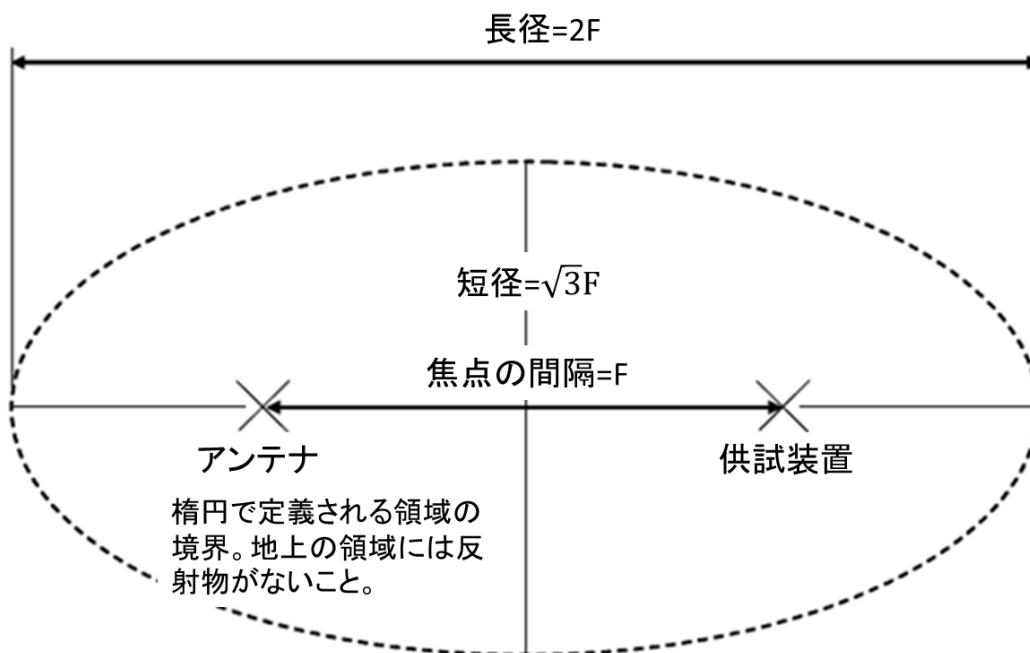 長径=2F
短径=√3F
焦点の間隔=F
アンテナ
供試装置
楕円で定義される領域の
境界。地上の領域には反
射物がないこと。